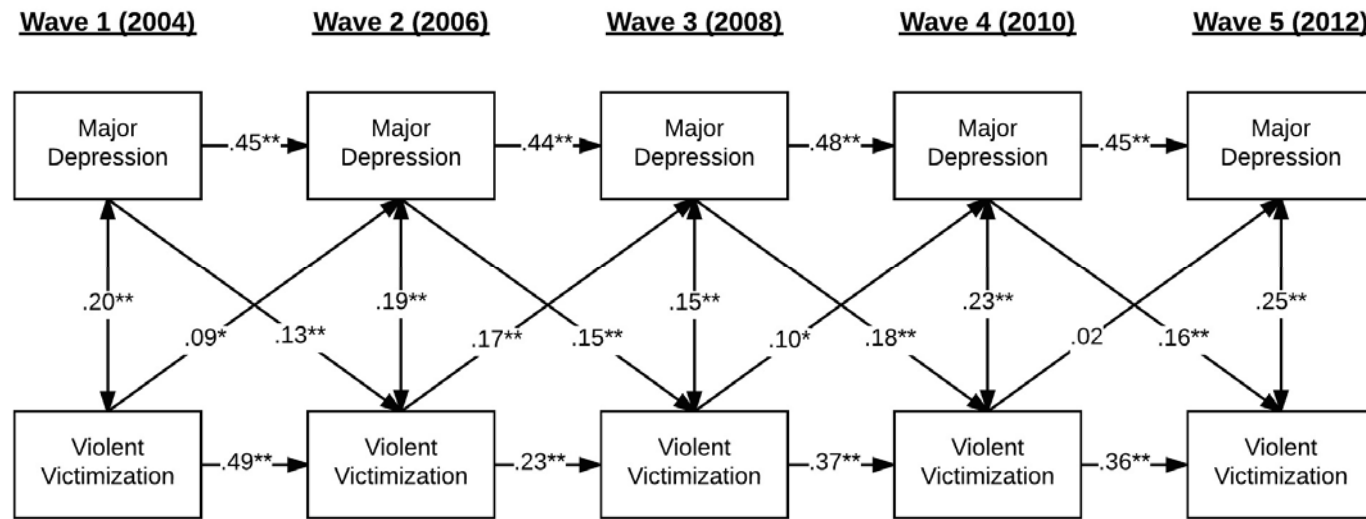 Wave 1 (2004) Wave 2 (2006) Wave 3 (2008) Wave 4 (2010) Wave 5 (2012)
Major
Depression
.45**
Major
Depression
.44**
Major
Depression
.48**
Major
Depression
.45**
Major
Depression
.20**
.19**
.15**
.23**
.25**
.09*
.13**
.17**
.15**
.10*
.18**
.02
.16**
Violent
Victimization
.49**
Violent
Victimization
.23**
Violent
Victimization
.37**
Violent
Victimization
.36**
Violent
Victimization